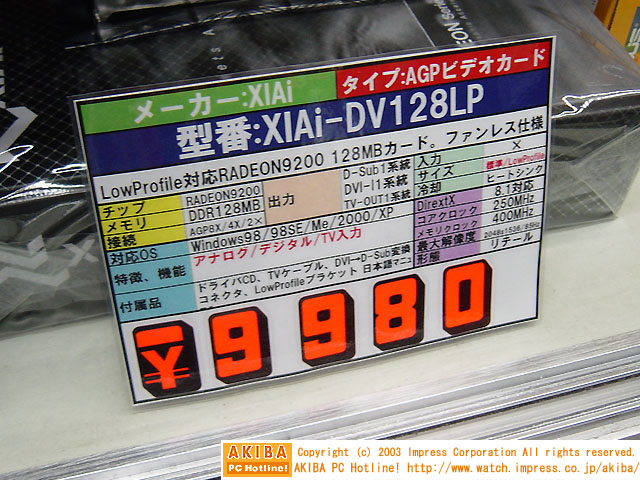 メーカー:XIAi
タイプ:AGPビデオカード
型番:XIAi-DV128LP
LowProfile対応RADEON9200 128MBカード。ファンレス仕様
チップ RADEON9200
メモリ DDR128MB
接続 AGP8X/4X/2X
出力
D-Sub1系統
DVI-I1系統
TV-OUT1系統
入力 ×
サイズ 標準/LowProfile
冷却 ヒートシンク
DirextX 8.1対応
コアクロック 250MHz
メモリクロック 400MHz
最大解像度 2048x1536/85Hz
形態 リテール
対応OS Windows98/98SE/Me/2000/XP
特徴、機能 アナログ/デジタル/TV入力
付属品 ドライバCD、TVケーブル、DVI→D-Sub変換
コネクタ、LowProfileブラケット 日本語マニュ
¥9980
AKIBA
PC Hotline!
Copyright (c) 2003 Impress Corporation All rights reserved.
AKIBA PC Hotline! http://www.watch.impress.co.jp/akiba/